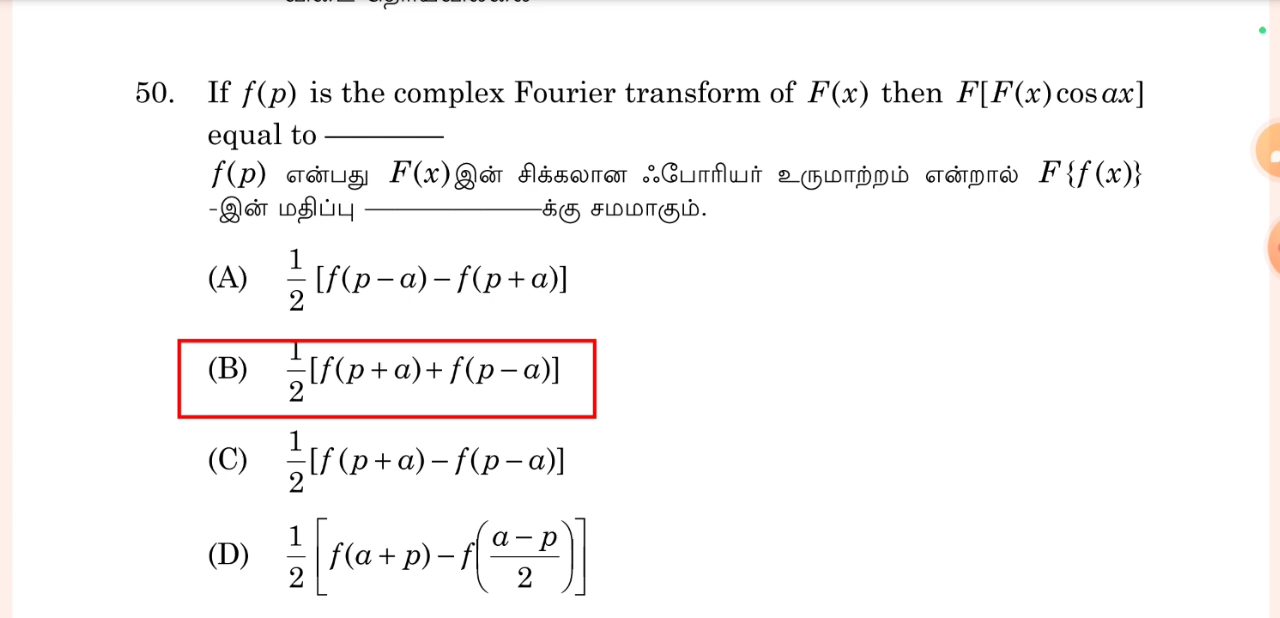 50. If f(p) is the complex Fourier transform of F(x) then F[F(x)cos ax]
equal to ————
f(p) என்பது F(x)இன் சிக்கலான ஃபோரியர் உருமாற்றம் என்றால் F{f(x)}
-இன் மதிப்பு ————க்கு சமமாகும்.
(A) 1/2 [f(p−a)−f(p+a)]
(B) 1/2 [f(p+a)+f(p−a)]
(C) 1/2 [f(p+a)−f(p−a)]
(D) 1/2 [f(a+p)−f((a−p)/2)]